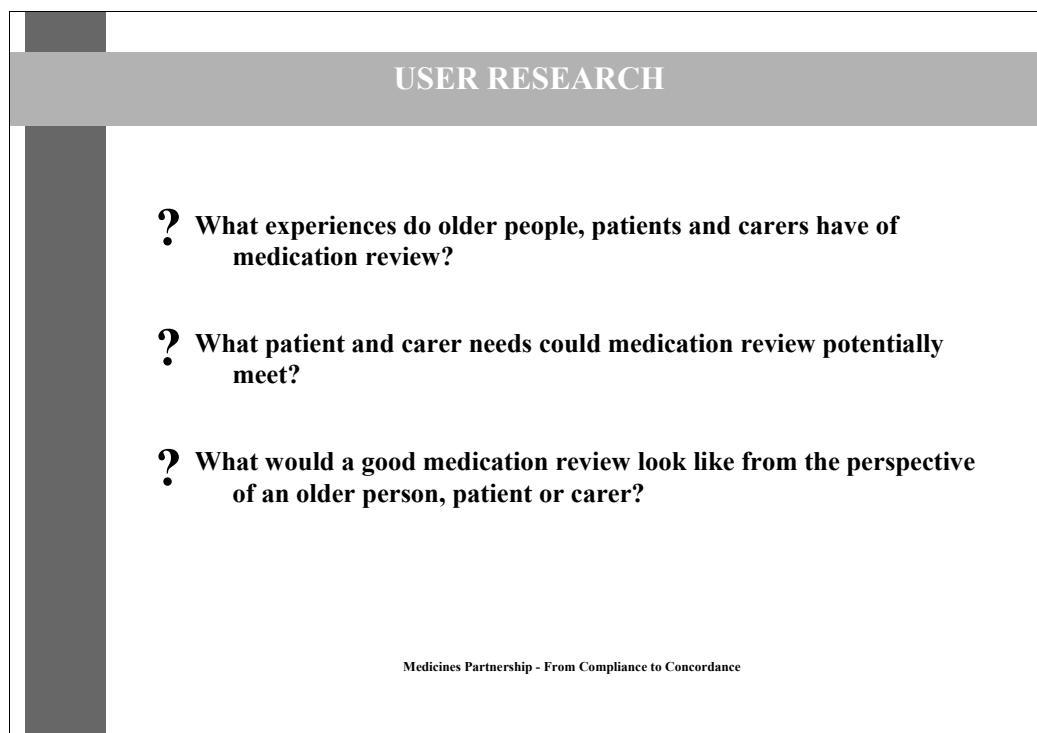 USER RESEARCH
? What experiences do older people, patients and carers have of
medication review?
? What patient and carer needs could medication review potentially
meet?
? What would a good medication review look like from the perspective
of an older person, patient or carer?
Medicines Partnership - From Compliance to Concordance